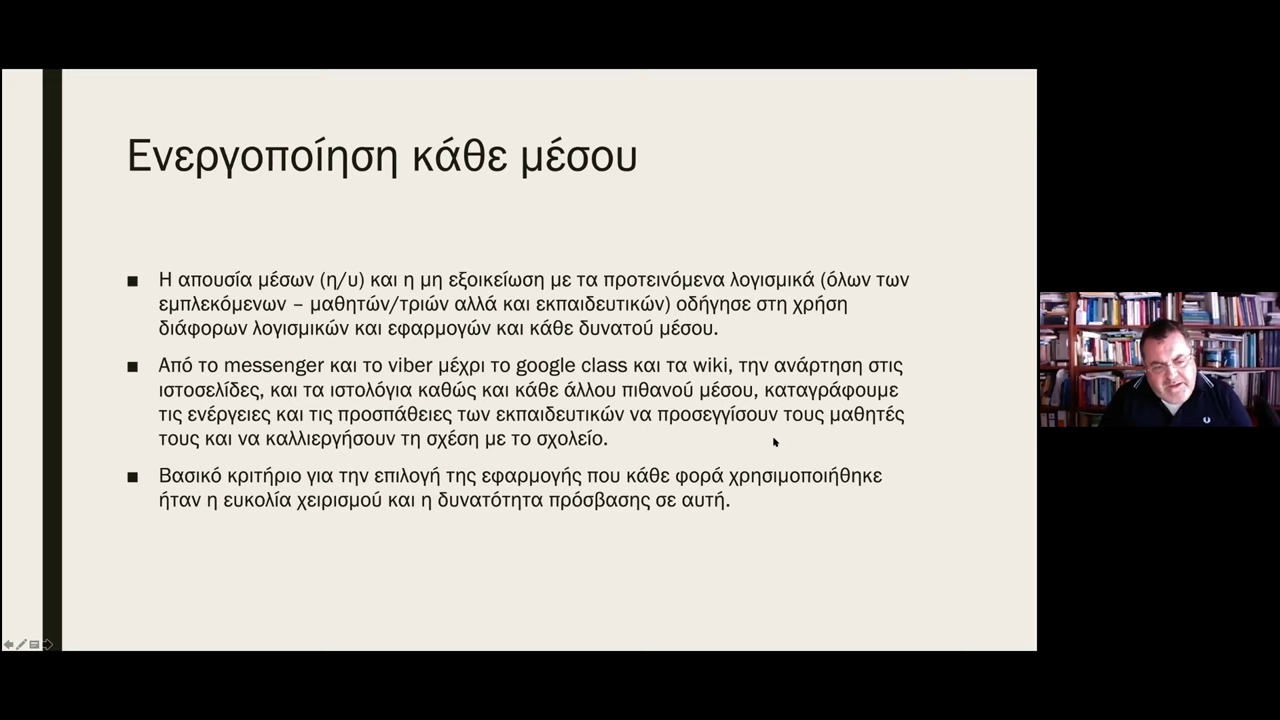 Ενεργοποίηση κάθε μέσου
■ Η απουσία μέσων (η/υ) και η μη εξοικείωση με τα προτεινόμενα λογισμικά (όλων των
εμπλεκόμενων – μαθητών/τριών αλλά και εκπαιδευτικών) οδήγησε στη χρήση
διάφορων λογισμικών και εφαρμογών και κάθε δυνατού μέσου.
■ Από το messenger και το viber μέχρι το google class και τα wiki, την ανάρτηση στις
ιστοσελίδες, και τα ιστολόγια καθώς και κάθε άλλου πιθανού μέσου, καταγράφουμε
τις ενέργειες και τις προσπάθειες των εκπαιδευτικών να προσεγγίσουν τους μαθητές
τους και να καλλιεργήσουν τη σχέση με το σχολείο.
■ Βασικό κριτήριο για την επιλογή της εφαρμογής που κάθε φορά χρησιμοποιήθηκε
ήταν η ευκολία χειρισμού και η δυνατότητα πρόσβασης σε αυτή.